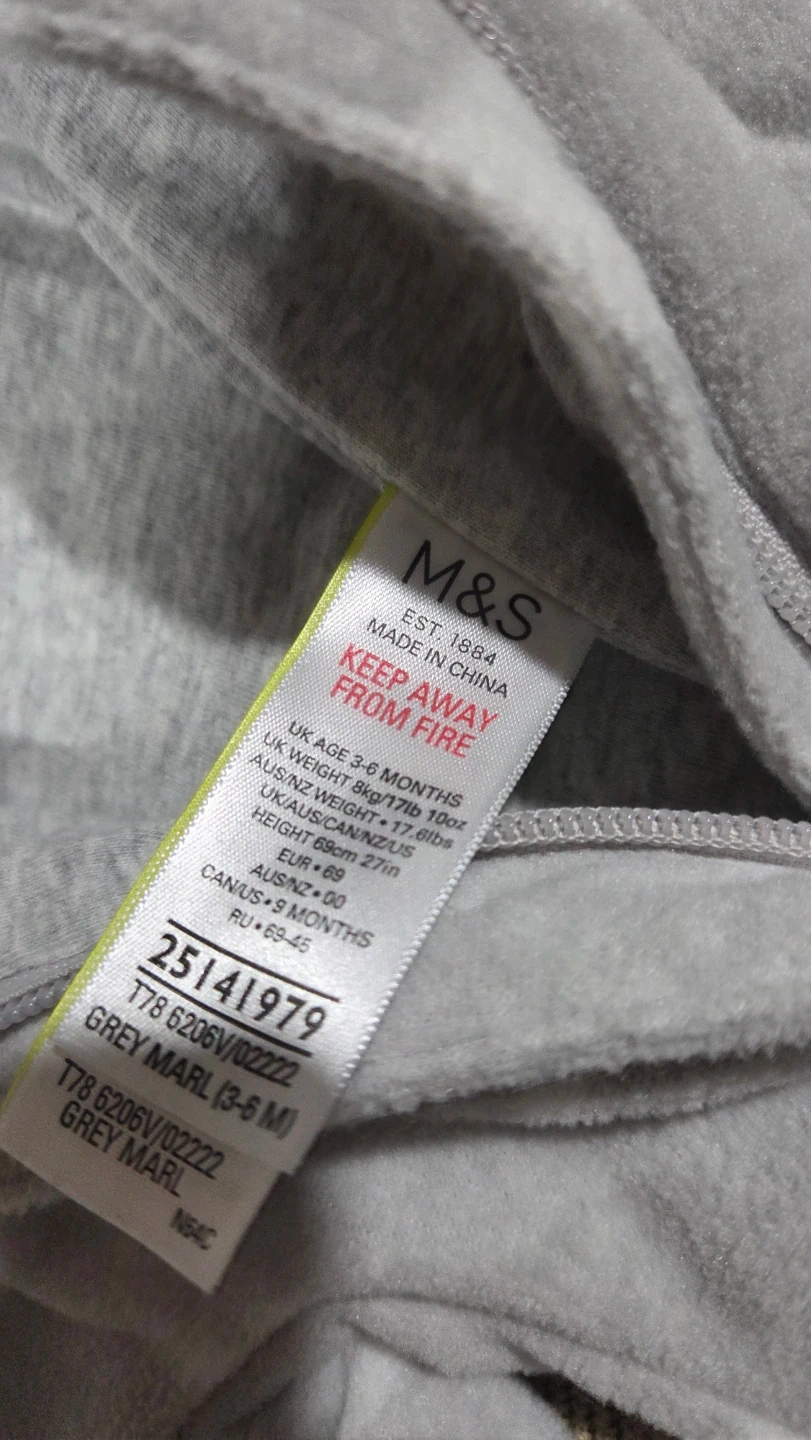 M&S
EST. 1884
MADE IN CHINA
KEEP AWAY
FROM FIRE
UK AGE 3-6 MONTHS
UK WEIGHT 8kg/17lb 10oz
AUS/NZ WEIGHT • 17.6lbs
UK/AUS/CAN/NZ/US
HEIGHT 69cm 27in
EUR • 69
AUS/NZ • 00
CAN/US • 9 MONTHS
RU • 69-45
25141979
T78 6206V/02222
GREY MARL (3-6 M)
T78 6206V/02222
GREY MARL
N54C